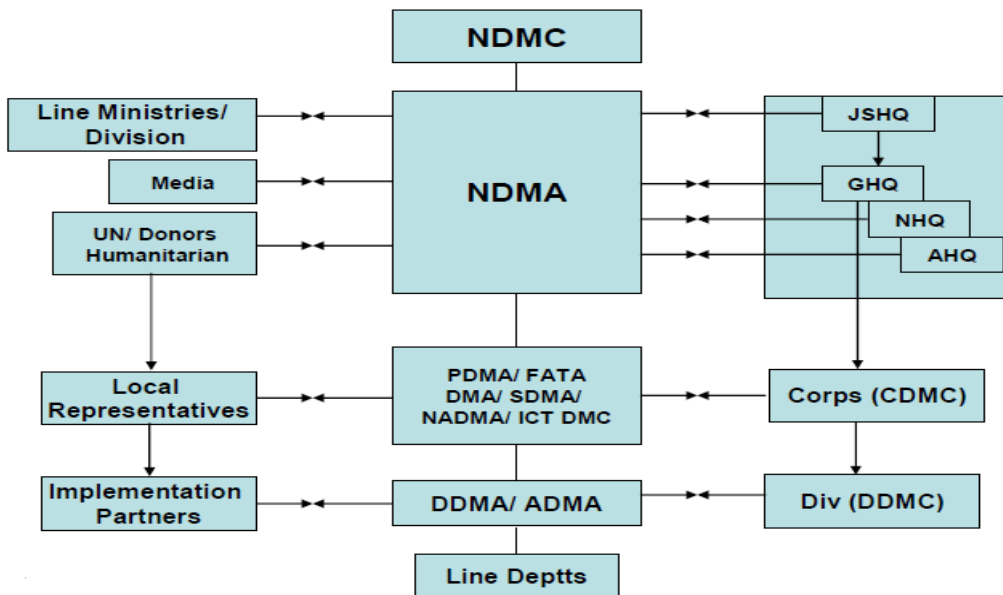 NDMC
Line Ministries/
Division
Media
UN/ Donors
Humanitarian
NDMA
JSHQ
GHQ
NHQ
AHQ
Local
Representatives
PDMA/ FATA
DMA/ SDMA/
NADMA/ ICT DMC
Corps (CDMC)
Implementation
Partners
DDMA/ ADMA
Div (DDMC)
Line Deptts